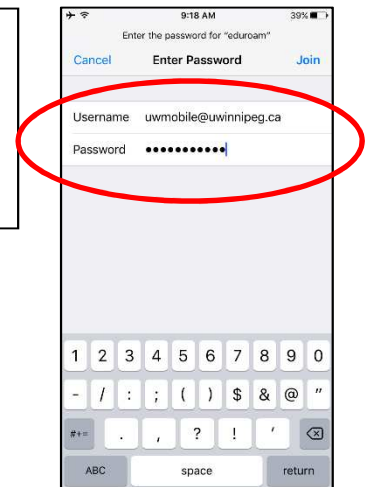 9:18 AM 39%
Enter the password for "eduroam"
Cancel Enter Password Join
Username uwmobile@uwinnipeg.ca
Password •••••••••••
1 2 3 4 5 6 7 8 9 0
- / : ; ( ) $ & @ "
#+= . , ? ! '
ABC space return